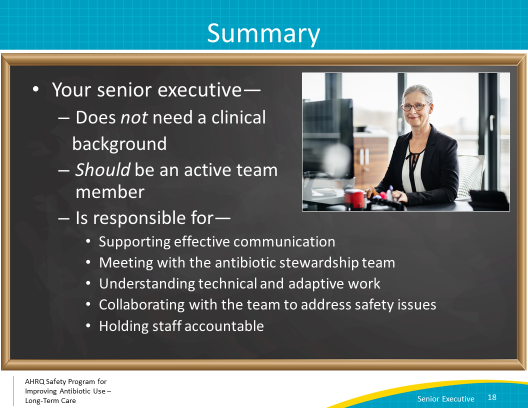 Summary
• Your senior executive—
– Does not need a clinical
background
– Should be an active team
member
– Is responsible for—
• Supporting effective communication
• Meeting with the antibiotic stewardship team
• Understanding technical and adaptive work
• Collaborating with the team to address safety issues
• Holding staff accountable
AHRQ Safety Program for
Improving Antibiotic Use –
Long-Term Care
Senior Executive 18